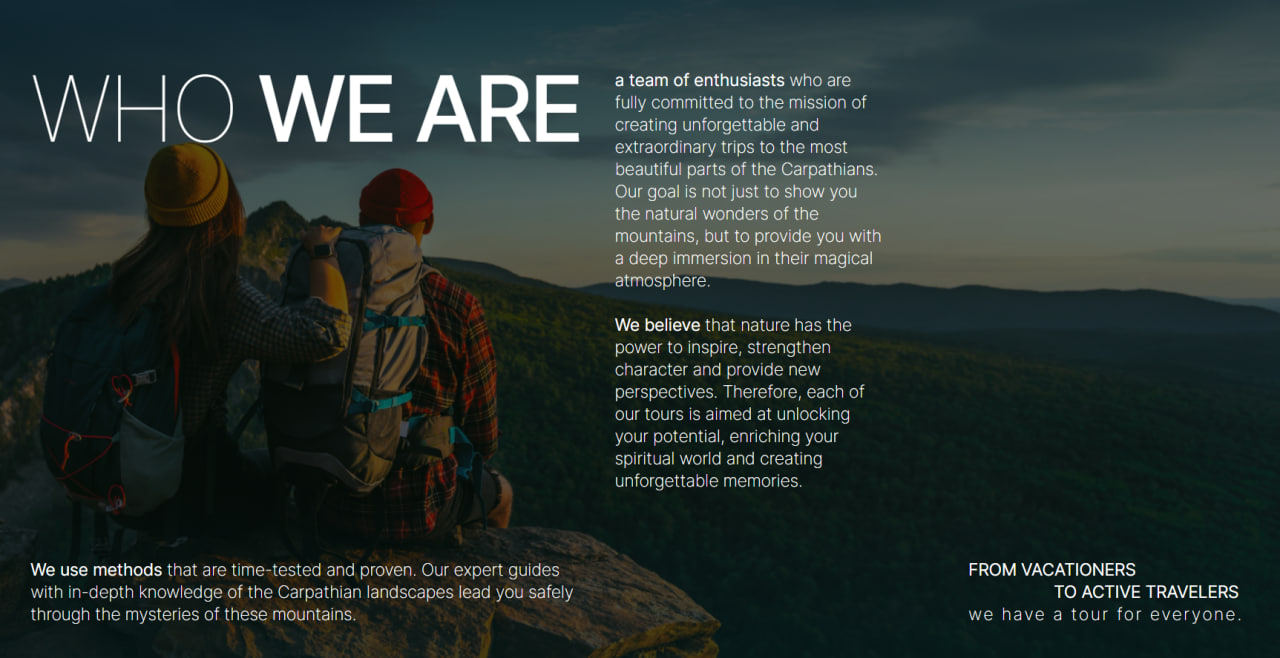 WHO WE ARE
a team of enthusiasts who are
fully committed to the mission of
creating unforgettable and
extraordinary trips to the most
beautiful parts of the Carpathians.
Our goal is not just to show you
the natural wonders of the
mountains, but to provide you with
a deep immersion in their magical
atmosphere.
We believe that nature has the
power to inspire, strengthen
character and provide new
perspectives. Therefore, each of
our tours is aimed at unlocking
your potential, enriching your
spiritual world and creating
unforgettable memories.
We use methods that are time-tested and proven. Our expert guides
with in-depth knowledge of the Carpathian landscapes lead you safely
through the mysteries of these mountains.
FROM VACATIONERS
TO ACTIVE TRAVELERS
we have a tour for everyone.